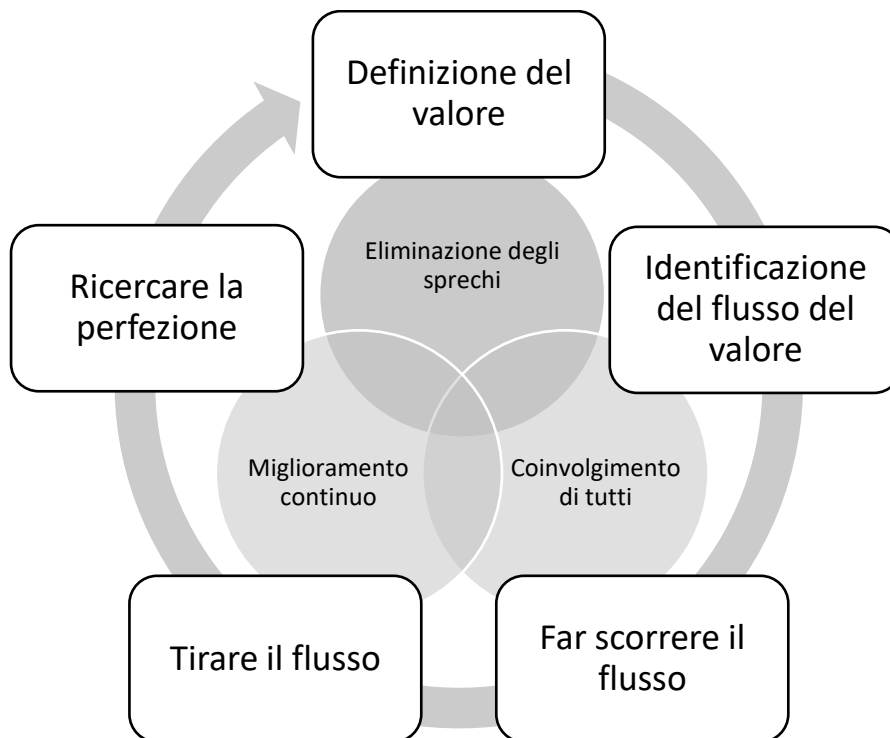 Definizione del
valore
Eliminazione degli
sprechi
Ricercare la
perfezione
Identificazione
del flusso del
valore
Miglioramento
continuo
Coinvolgimento
di tutti
Tirare il flusso
Far scorrere il
flusso